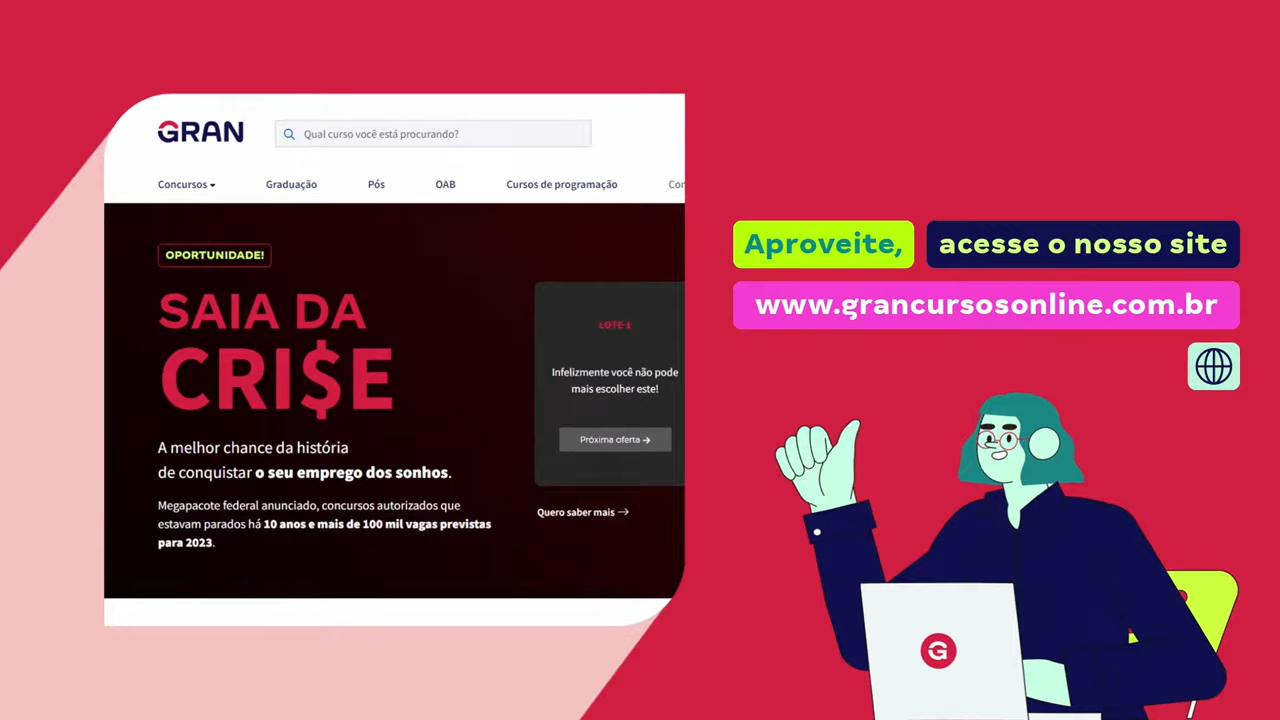 GRAN
Qual curso você está procurando?
Concursos
Graduação
Pós
OAB
Cursos de programação
OPORTUNIDADE!
SAIA DA
CRI$E
A melhor chance da história
de conquistar o seu emprego dos sonhos.
Megapacote federal anunciado, concursos autorizados que
estavam parados há 10 anos e mais de 100 mil vagas previstas
para 2023.
LOTE 1
Infelizmente você não pode
mais escolher este!
Próxima oferta →
Quero saber mais →
Aproveite, acesse o nosso site
www.grancursosonline.com.br
G